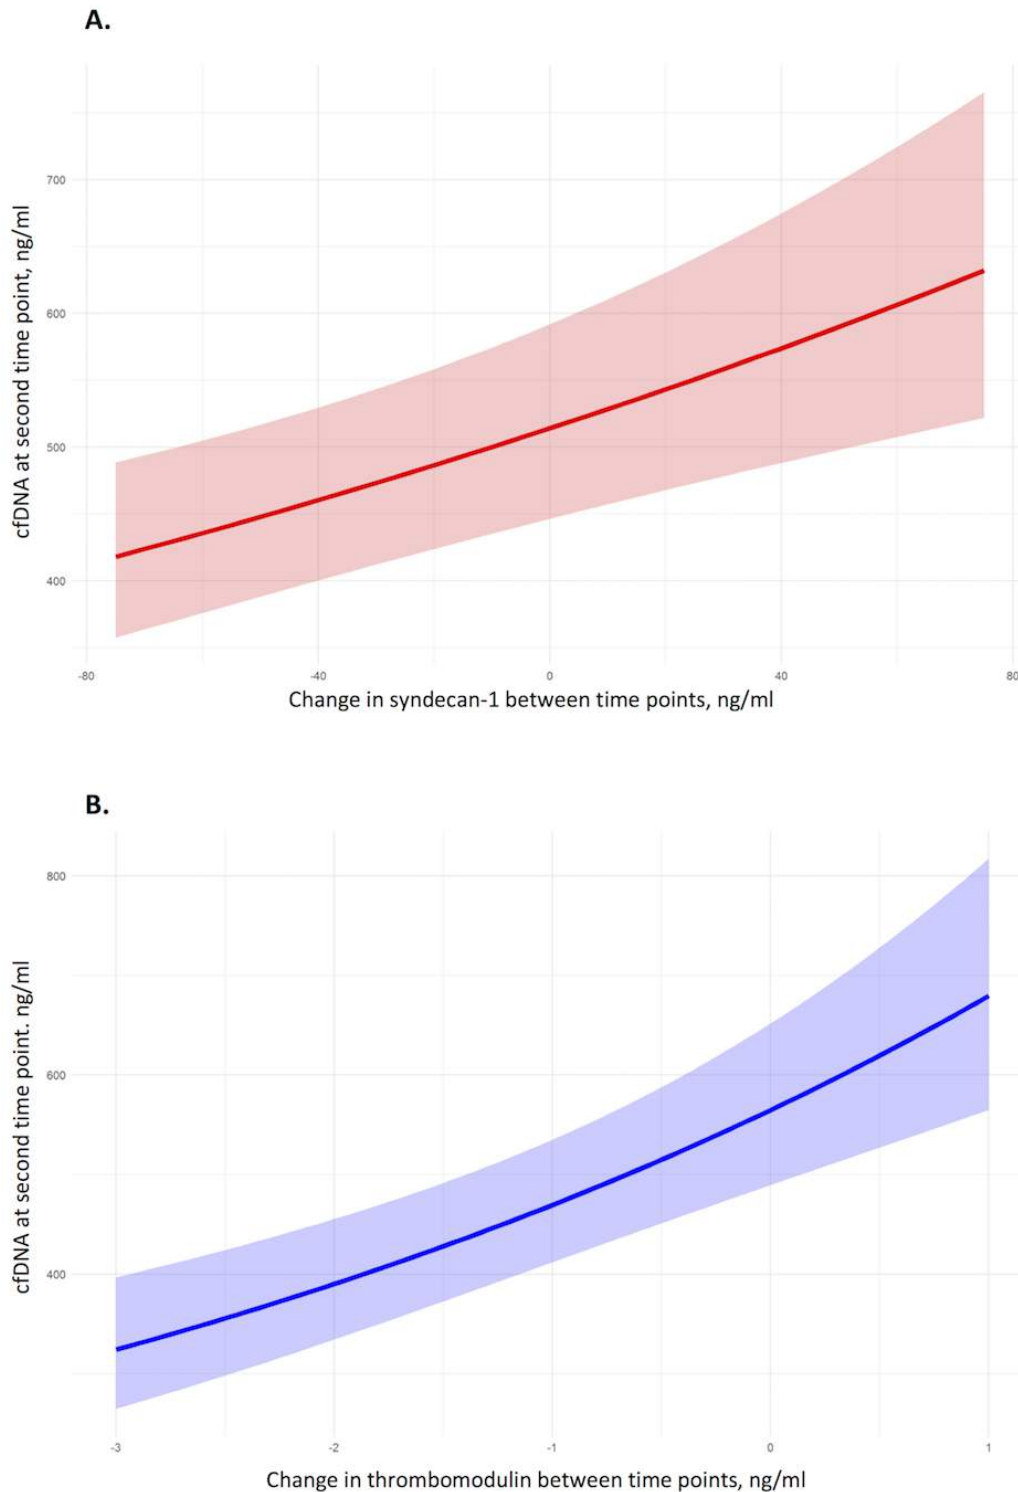 A.
cfDNA at second time point, ng/ml
700
600
500
400
-80
-40
0
40
80
Change in syndecan-1 between time points, ng/ml
B.
cfDNA at second time point. ng/ml
800
600
400
-3
-2
-1
0
1
Change in thrombomodulin between time points, ng/ml